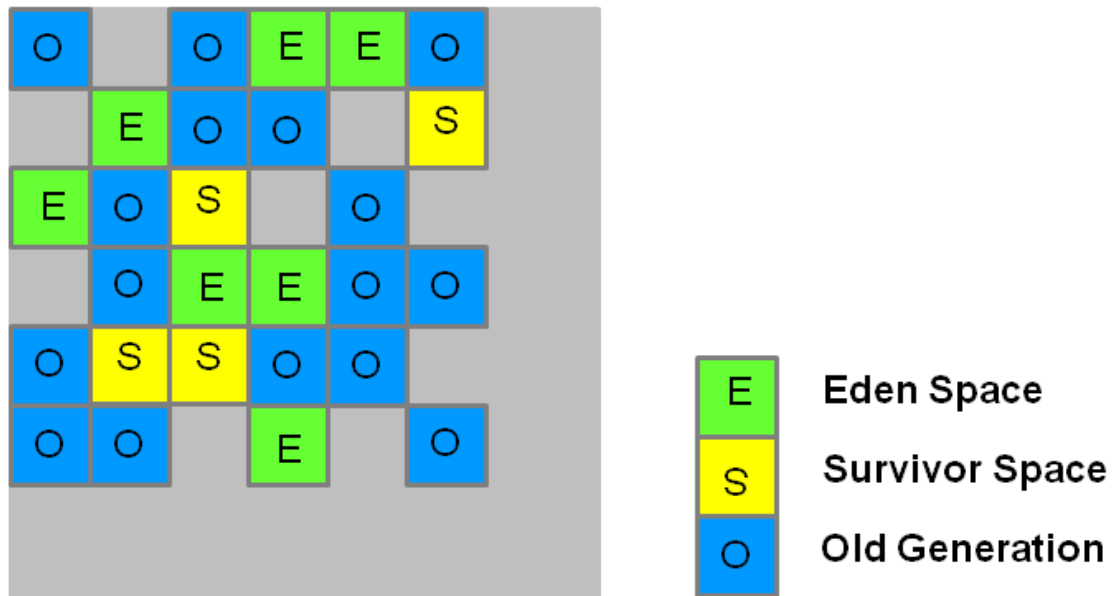 O O E E O
E O O S
E O S O
O E E O O
O S S O O
O O E O
E Eden Space
S Survivor Space
O Old Generation